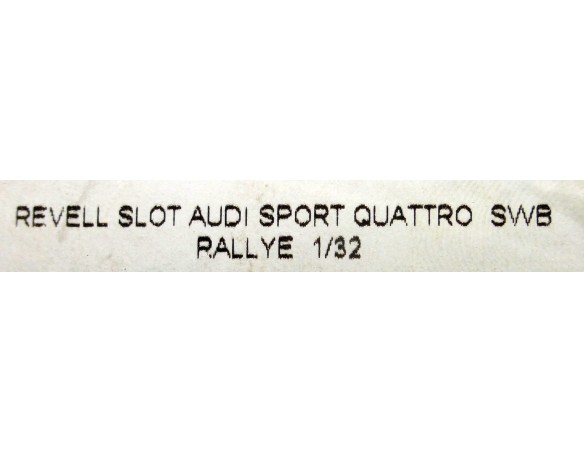 REVELL SLOT AUDI SPORT QUATTRO SWB
RALLYE 1/32